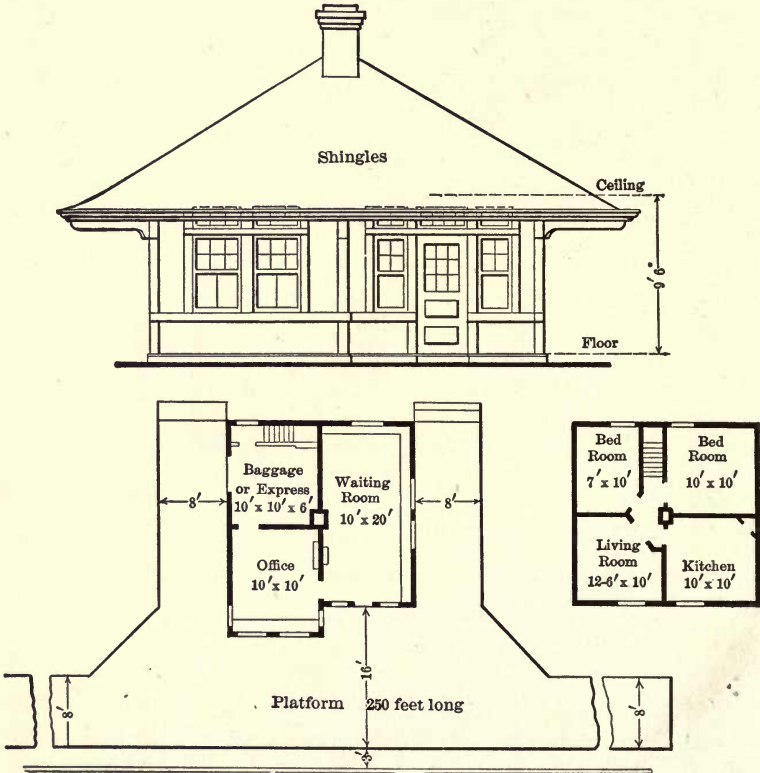 Shingles
Ceiling
9'6"
Floor
Baggage
or Express
10'x 10'x 6'
Waiting
Room
10'x 20'
8'
8'
Office
10'x 10'
Bed
Room
7'x 10'
Bed
Room
10'x 10'
Living
Room
12-6'x 10'
Kitchen
10'x 10'
16'
8'
Platform 250 feet long
8'
3'